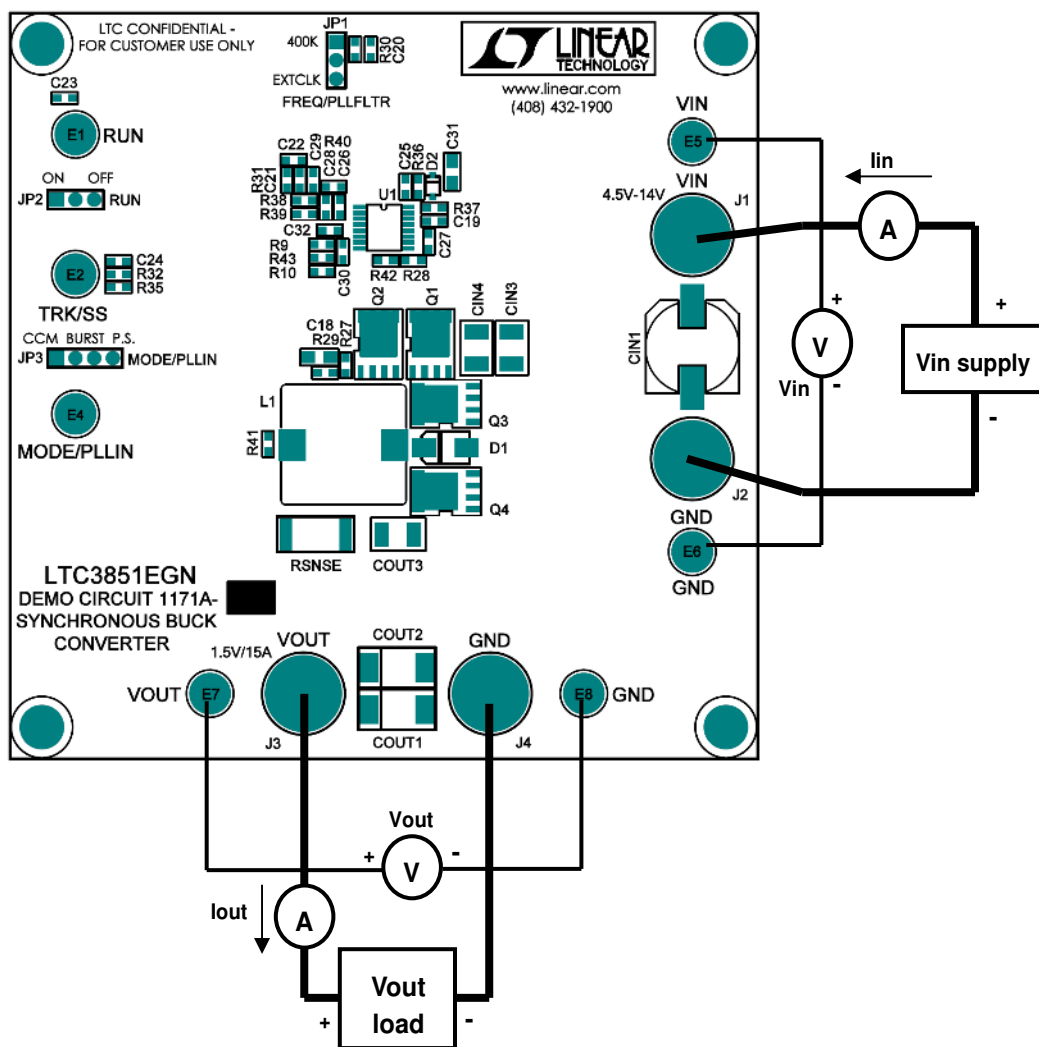 LTC CONFIDENTIAL -
FOR CUSTOMER USE ONLY
JP1
400K
EXTCLK
R30
C20
FREQ/PLLFLTR
LINEAR
TECHNOLOGY
www.linear.com
(408) 432-1900
C23
E1 RUN
ON OFF
JP2 RUN
E2
TRK/SS
C24
R32
R35
CCM BURST P.S.
JP3 MODE/PLLIN
E4
MODE/PLLIN
C22
C29
R40
C28
C26
R31
C21
R38
R39
C32
R9
R43
R10
C30
U1
C25
R36
D2
C31
R37
C19
C27
R42
R28
Q2
Q1
CIN4
CIN3
C18
R29
R27
L1
R41
Q3
D1
Q4
RSNSE
COUT3
VIN
E5
VIN
4.5V-14V
J1
CIN1
J2
GND
E6
GND
Iin
A
+
V
Vin
-
+
Vin supply
-
LTC3851EGN
DEMO CIRCUIT 1171A-
SYNCHRONOUS BUCK
CONVERTER
1.5V/15A
VOUT
COUT2
GND
VOUT E7
E8 GND
J3
COUT1
J4
Vout
+ V -
Iout
A
Vout
load
+ -